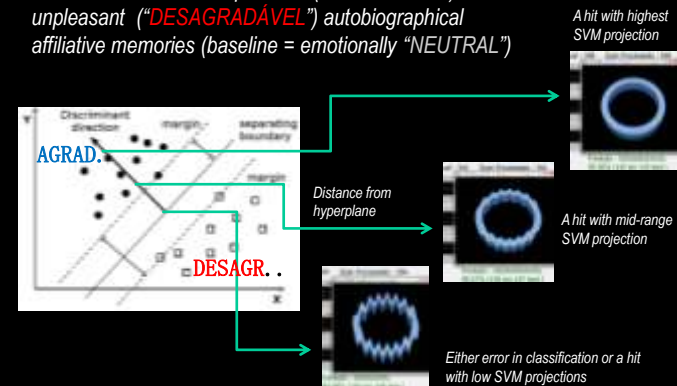 unpleasant (“DESAGRADÁVEL”) autobiographical
affiliative memories (baseline = emotionally “NEUTRAL”)
A hit with highest
SVM projection
Y
Discriminant
direction
margin
separating
boundary
AGRAD.
margin
Distance from
hyperplane
A hit with mid-range
SVM projection
DESAGR..
X
Either error in classification or a hit
with low SVM projections